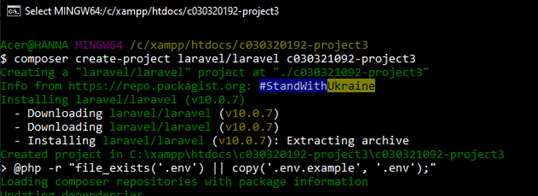 Select MINGW64:/c/xampp/htdocs/c030320192-project3
Acer@HANNA MINGW64 /c/xampp/htdocs/c030320192-project3
$ composer create-project laravel/laravel c030321092-project3
Creating a "laravel/laravel" project at "./c030321092-project3"
Info from https://repo.packagist.org: #StandWithUkraine
Installing laravel/laravel (v10.0.7)
- Downloading laravel/laravel (v10.0.7)
- Downloading laravel/laravel (v10.0.7)
- Installing laravel/laravel (v10.0.7): Extracting archive
Created project in C:\xampp\htdocs\c030320192-project3\c030321092-project3
> @php -r "file_exists('.env') || copy('.env.example', '.env');"
Loading composer repositories with package information
Updating dependencies